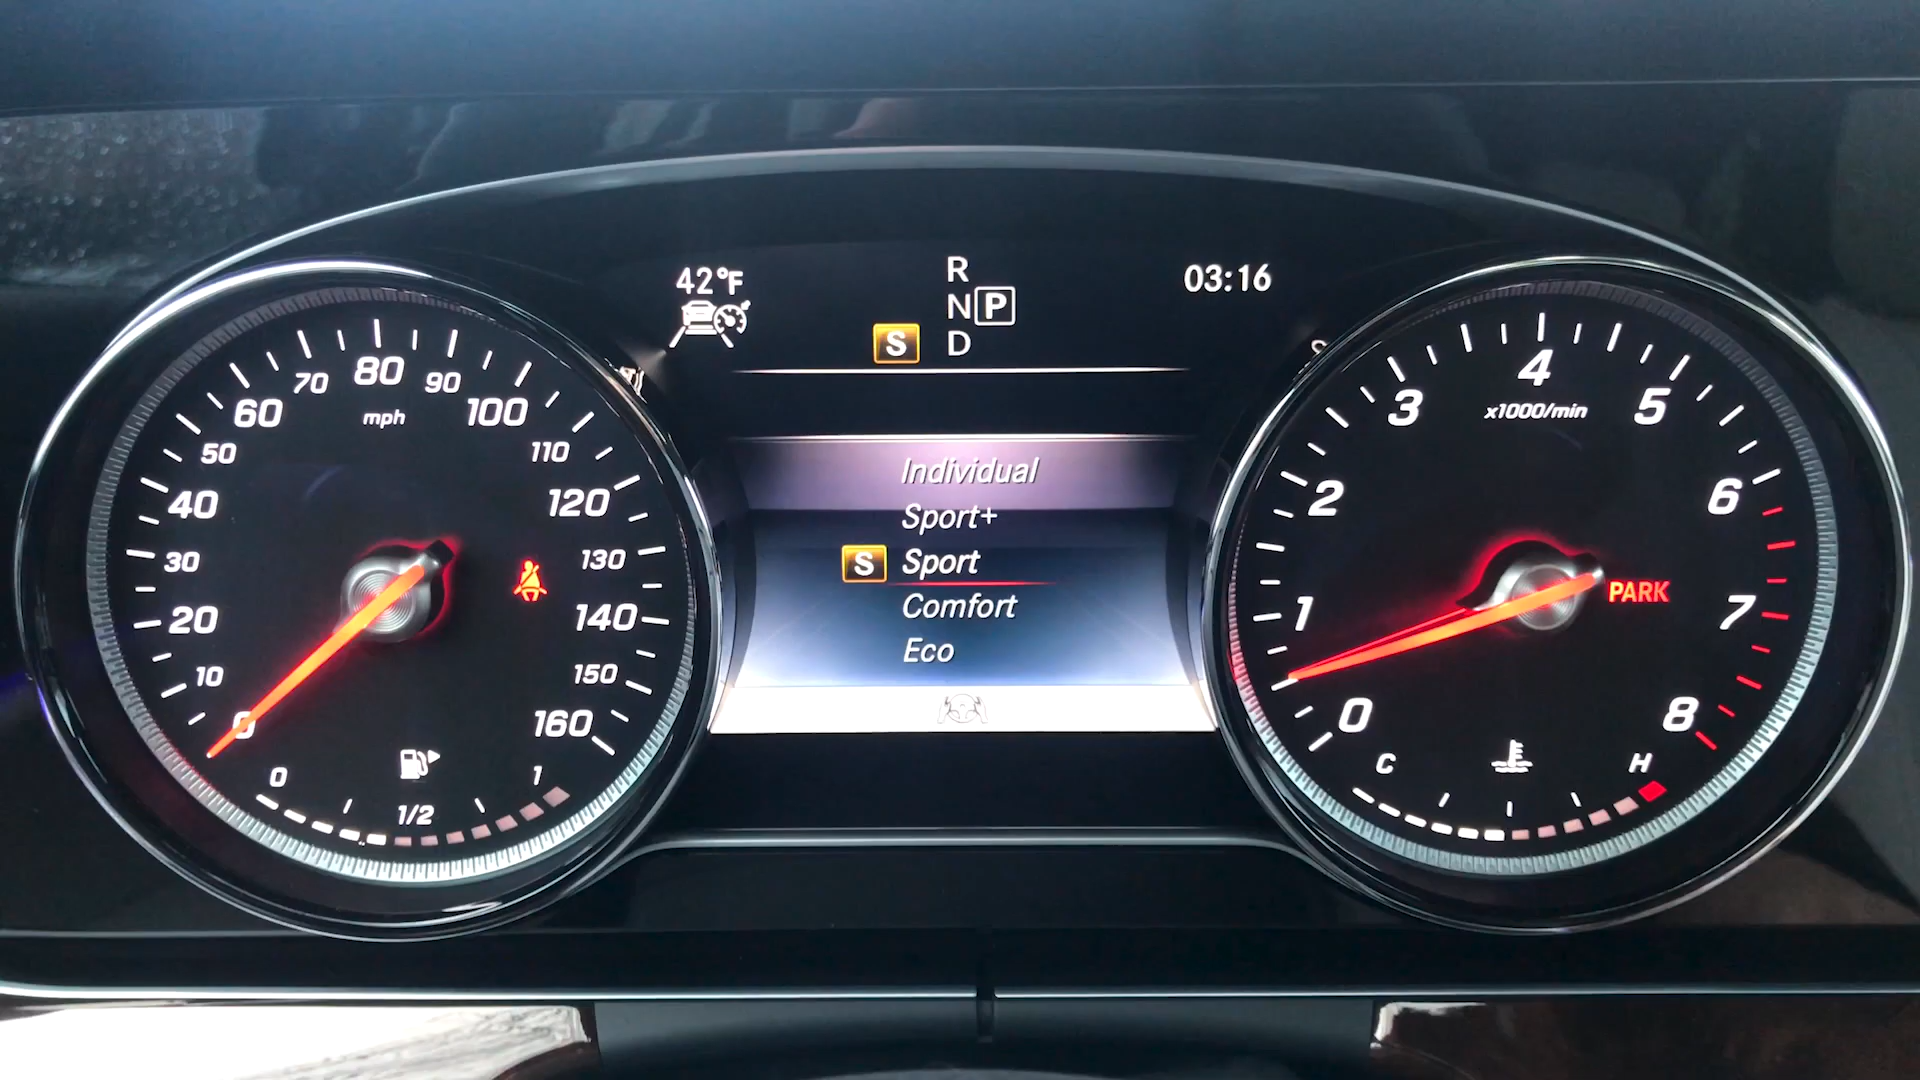 42°F
R
N P
S D
03:16
10
20
30
40
50
60
70
80
90
100
110
120
130
140
150
160
mph
0
1/2
1
Individual
Sport+
S Sport
Comfort
Eco
0
1
2
3
4
5
6
7
8
x1000/min
PARK
C
H